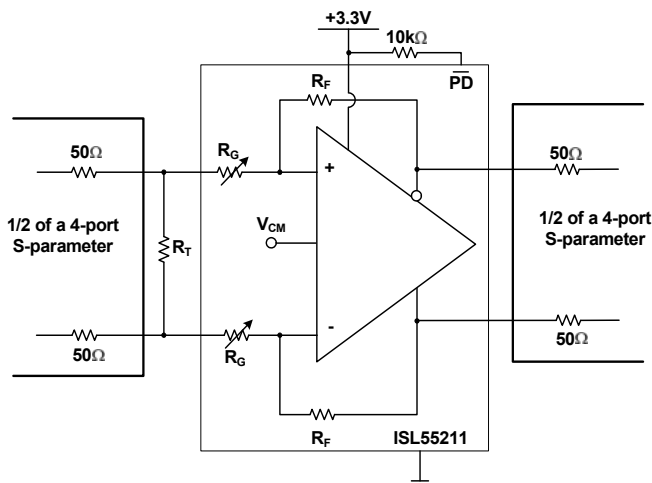 +3.3V
10kΩ
PD
RF
50Ω
RG
+
50Ω
1/2 of a 4-port
S-parameter
RT
VCM
1/2 of a 4-port
S-parameter
-
50Ω
RG
50Ω
RF
ISL55211